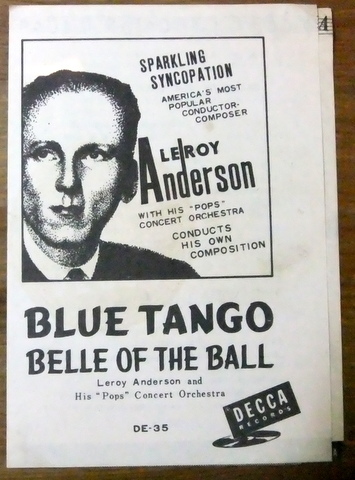 SPARKLING
SYNCOPATION
AMERICA'S MOST
POPULAR
CONDUCTOR-
COMPOSER
LEROY
Anderson
WITH HIS "POPS"
CONCERT ORCHESTRA
CONDUCTS
HIS OWN
COMPOSITION
BLUE TANGO
BELLE OF THE BALL
Leroy Anderson and
His "Pops" Concert Orchestra
DECCA
RECORDS
DE-35